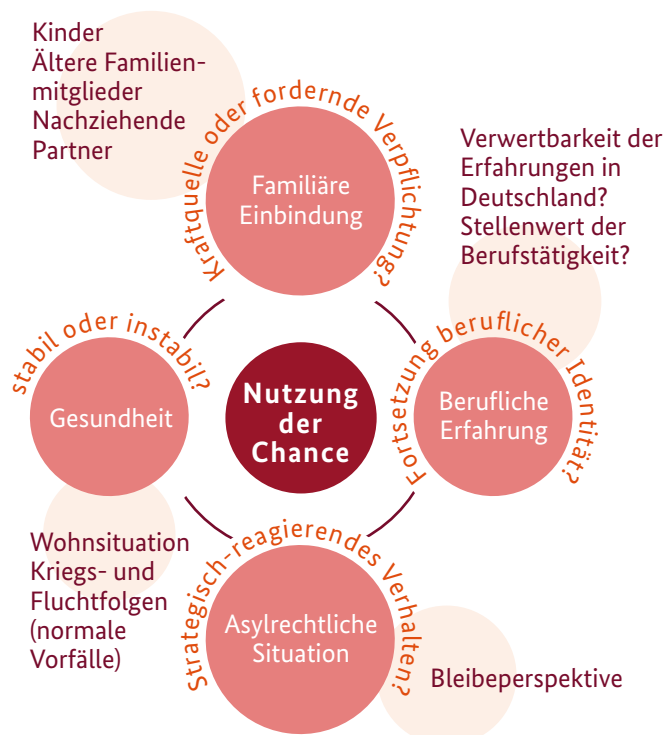 Kinder
Ältere Familien-
mitglieder
Nachziehende
Partner
Kraftquelle oder fordernde Verpflichtung?
Familiäre
Einbindung
Verwertbarkeit der
Erfahrungen in
Deutschland?
Stellenwert der
Berufstätigkeit?
stabil oder instabil?
Gesundheit
Nutzung
der
Chance
Fortsetzung beruflicher Identität?
Berufliche
Erfahrung
Wohnsituation
Kriegs- und
Fluchtfolgen
(normale
Vorfälle)
Strategisch-reagierendes Verhalten?
Asylrechtliche
Situation
Bleibeperspektive